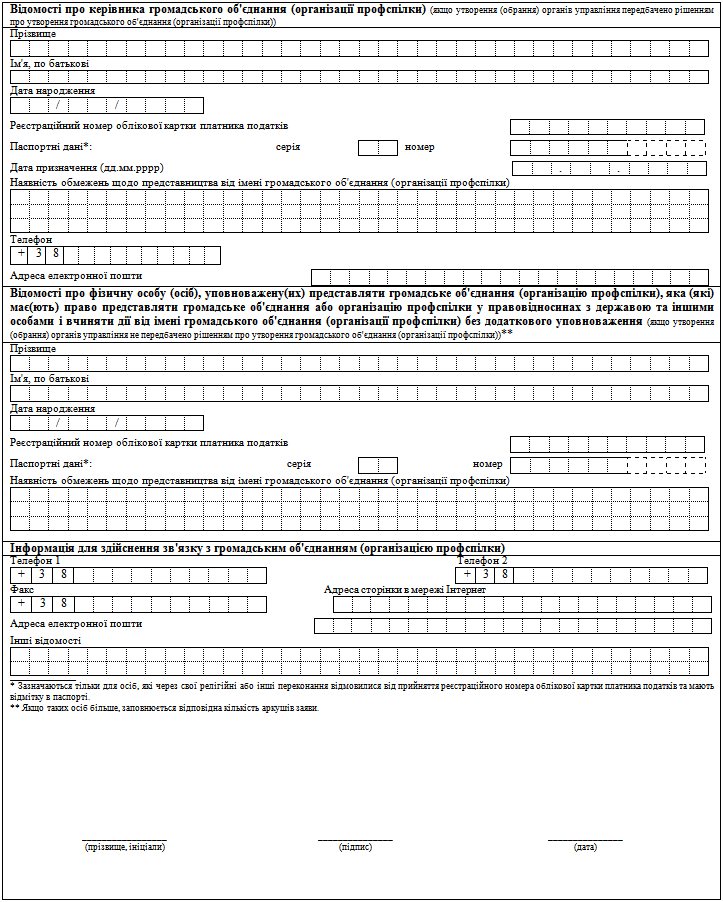 Відомості про керівника громадського об'єднання (організації профспілки) (якщо утворення (обрання) органів управління передбачено рішенням
про утворення громадського об'єднання (організації профспілки))
Прізвище
Ім'я, по батькові
Дата народження
/ /
Реєстраційний номер облікової картки платника податків
Паспортні дані*: серія номер
Дата призначення (дд.мм.рррр) . .
Наявність обмежень щодо представництва від імені громадського об'єднання (організації профспілки)
Телефон
+ 3 8
Адреса електронної пошти
Відомості про фізичну особу (осіб), уповноважену(их) представляти громадське об'єднання (організацію профспілки), яка (які)
має(ють) право представляти громадське об'єднання або організацію профспілки у правовідносинах з державою та іншими
особами і вчиняти дії від імені громадського об'єднання (організації профспілки) без додаткового уповноваження (якщо утворення
(обрання) органів управління не передбачено рішенням про утворення громадського об'єднання (організації профспілки))**
Прізвище
Ім'я, по батькові
Дата народження
/ /
Реєстраційний номер облікової картки платника податків
Паспортні дані*: серія номер
Наявність обмежень щодо представництва від імені громадського об'єднання (організації профспілки)
Інформація для здійснення зв'язку з громадським об'єднанням (організацією профспілки)
Телефон 1 Телефон 2
+ 3 8 + 3 8
Факс Адреса сторінки в мережі Інтернет
+ 3 8
Адреса електронної пошти
Інші відомості
* Зазначаються тільки для осіб, які через свої релігійні або інші переконання відмовилися від прийняття реєстраційного номера облікової картки платника податків та мають
відмітку в паспорті.
** Якщо таких осіб більше, заповнюється відповідна кількість аркушів заяви.
(прізвище, ініціали) (підпис) (дата)